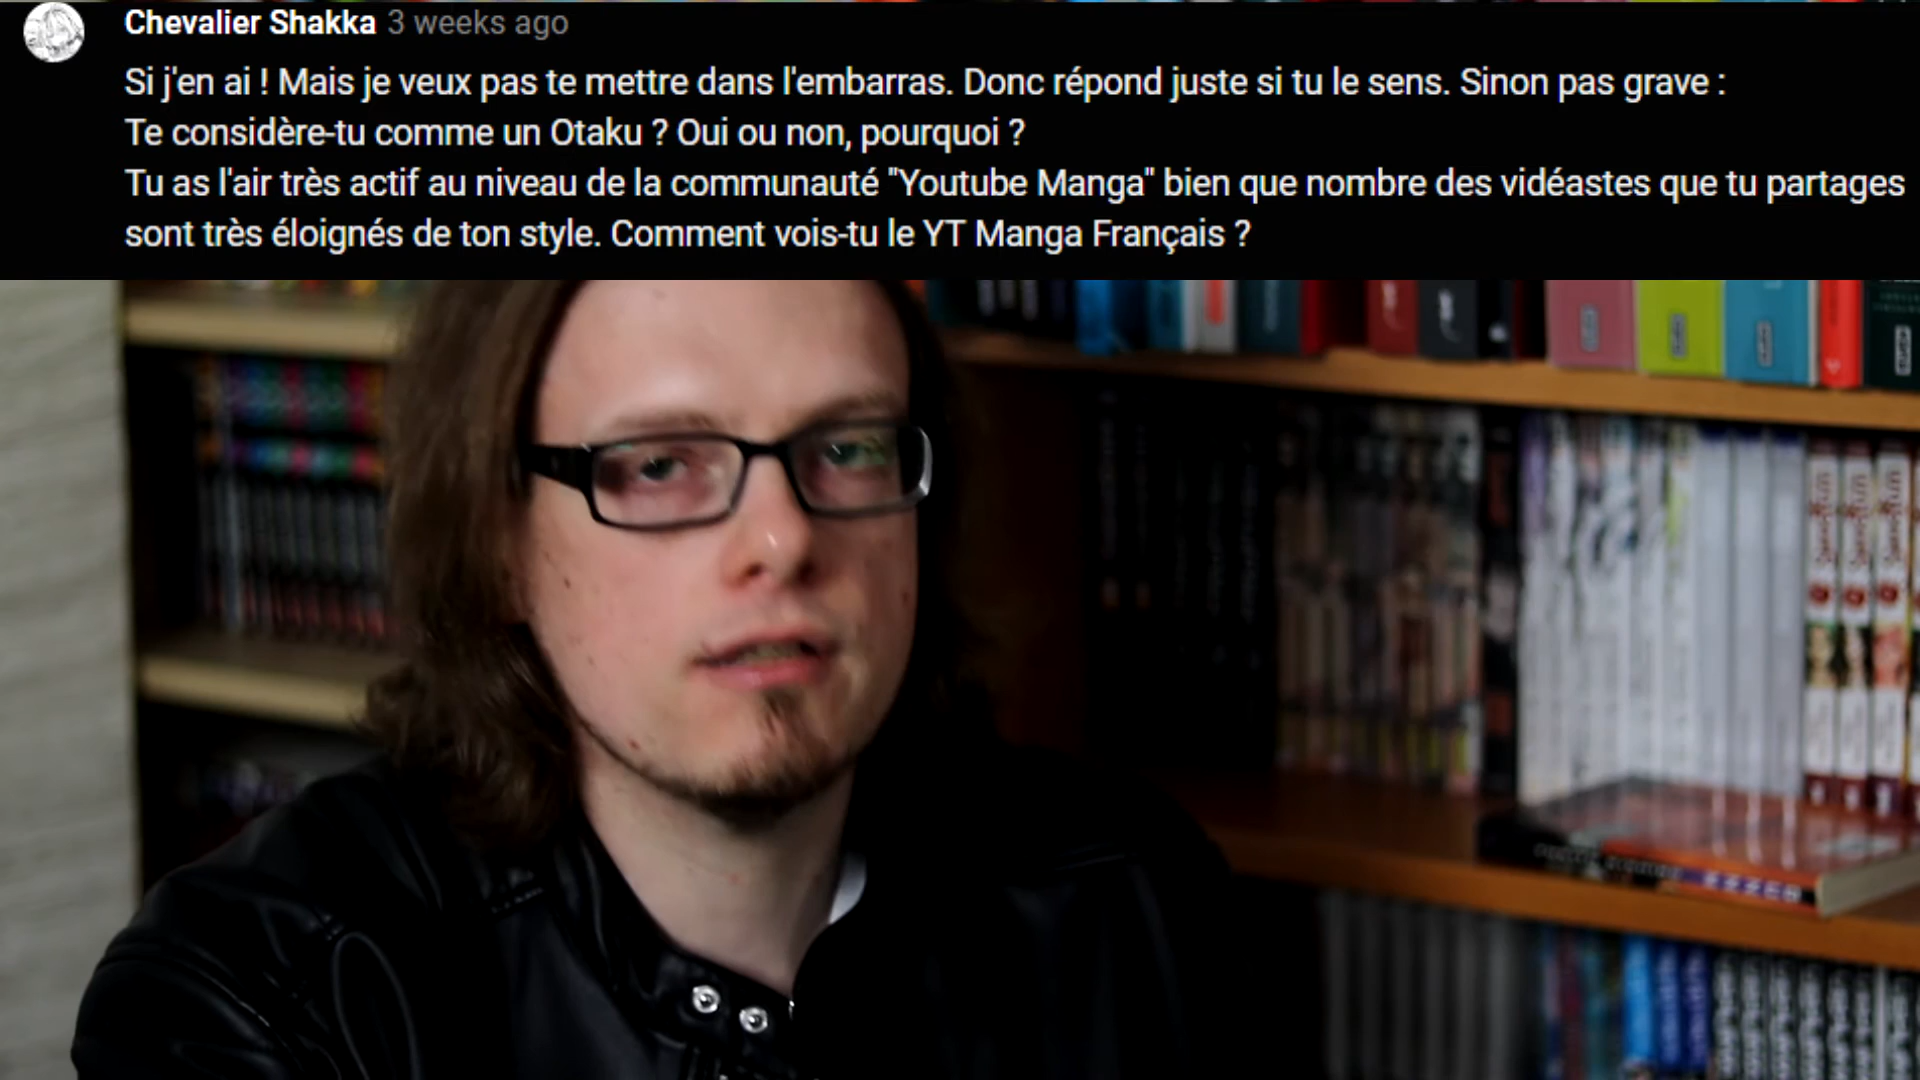 Chevalier Shakka 3 weeks ago
Si j'en ai ! Mais je veux pas te mettre dans l'embarras. Donc répond juste si tu le sens. Sinon pas grave :
Te considère-tu comme un Otaku ? Oui ou non, pourquoi ?
Tu as l'air très actif au niveau de la communauté "Youtube Manga" bien que nombre des vidéastes que tu partages
sont très éloignés de ton style. Comment vois-tu le YT Manga Français ?